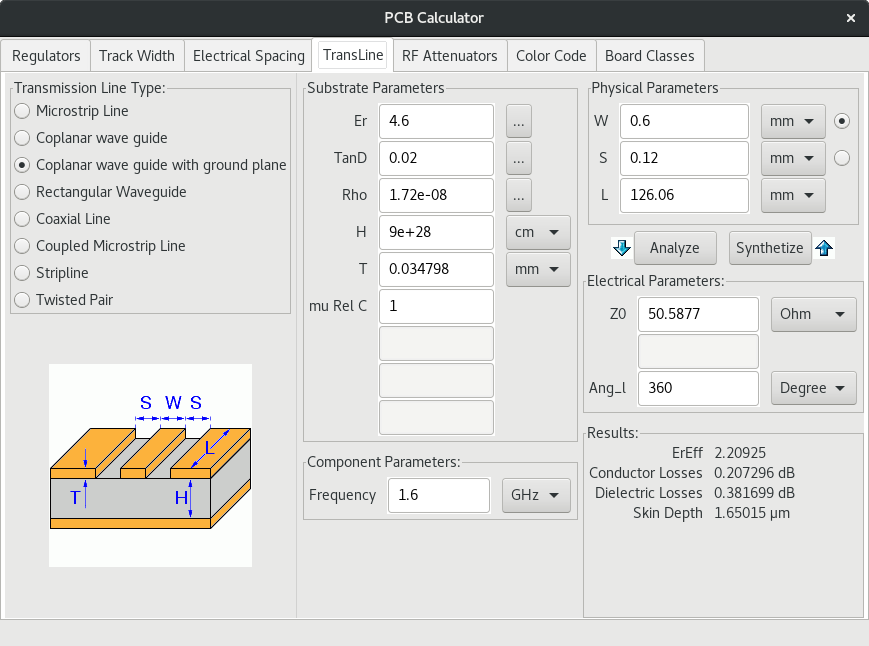 PCB Calculator
Regulators Track Width Electrical Spacing TransLine RF Attenuators Color Code Board Classes
Transmission Line Type:
Microstrip Line
Coplanar wave guide
Coplanar wave guide with ground plane
Rectangular Waveguide
Coaxial Line
Coupled Microstrip Line
Stripline
Twisted Pair
S W S
L
T
H
Substrate Parameters
Er 4.6 ...
TanD 0.02 ...
Rho 1.72e-08 ...
H 9e+28 cm
T 0.034798 mm
mu Rel C 1
Component Parameters:
Frequency 1.6 GHz
Physical Parameters
W 0.6 mm
S 0.12 mm
L 126.06 mm
Analyze Synthetize
Electrical Parameters:
Z0 50.5877 Ohm
Ang_l 360 Degree
Results:
ErEff 2.20925
Conductor Losses 0.207296 dB
Dielectric Losses 0.381699 dB
Skin Depth 1.65015 µm